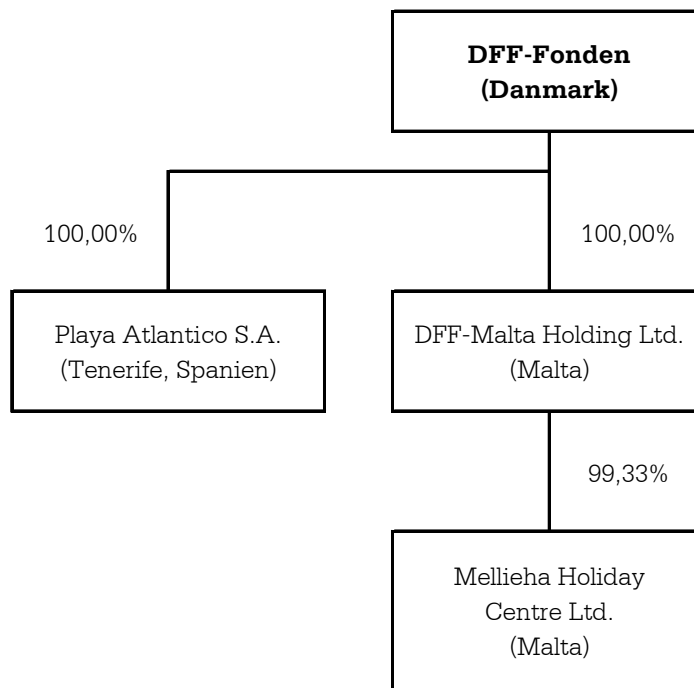 DFF-Fonden
(Danmark)
100,00%
100,00%
Playa Atlantico S.A.
(Tenerife, Spanien)
DFF-Malta Holding Ltd.
(Malta)
99,33%
Mellieha Holiday
Centre Ltd.
(Malta)